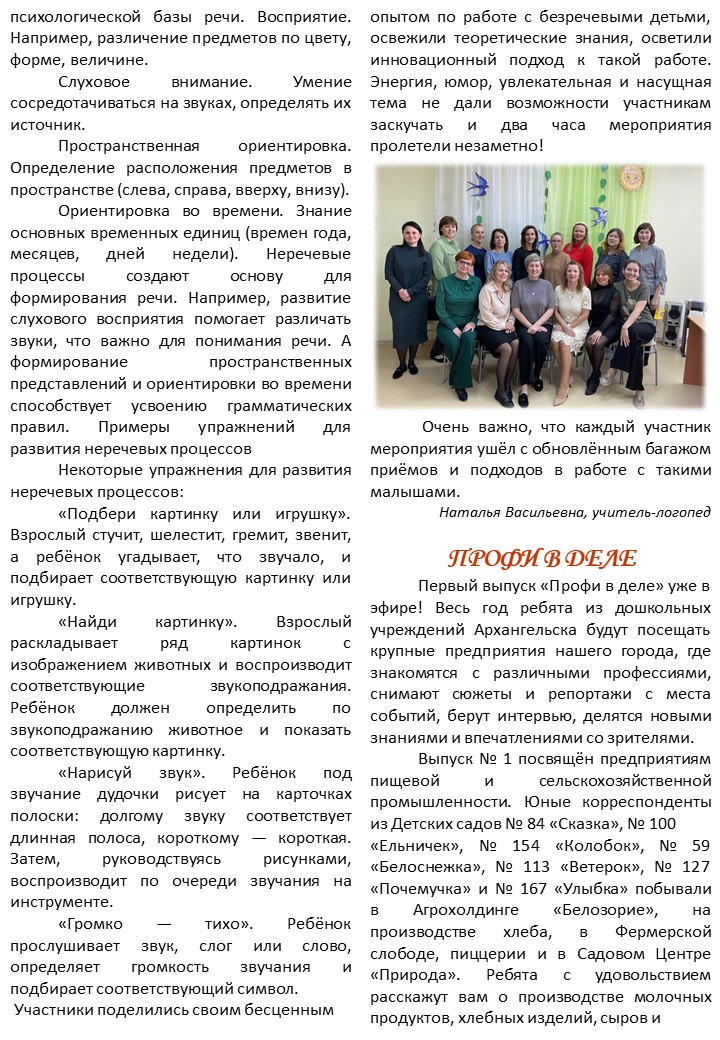 психологической базы речи. Восприятие.
Например, различение предметов по цвету,
форме, величине.
Слуховое внимание. Умение
сосредотачиваться на звуках, определять их
источник.
Пространственная ориентировка.
Определение расположения предметов в
пространстве (слева, справа, вверху, внизу).
Ориентировка во времени. Знание
основных временных единиц (времен года,
месяцев, дней недели). Неречевые
процессы создают основу для
формирования речи. Например, развитие
слухового восприятия помогает различать
звуки, что важно для понимания речи. А
формирование пространственных
представлений и ориентировки во времени
способствует усвоению грамматических
правил. Примеры упражнений для
развития неречевых процессов
Некоторые упражнения для развития
неречевых процессов:
«Подбери картинку или игрушку».
Взрослый стучит, шелестит, гремит, звенит,
а ребёнок угадывает, что звучало, и
подбирает соответствующую картинку или
игрушку.
«Найди картинку». Взрослый
раскладывает ряд картинок с
изображением животных и воспроизводит
соответствующие звукоподражания.
Ребёнок должен определить по
звукоподражанию животное и показать
соответствующую картинку.
«Нарисуй звук». Ребёнок под
звучание дудочки рисует на карточках
полоски: долгому звуку соответствует
длинная полоса, короткому — короткая.
Затем, руководствуясь рисунками,
воспроизводит по очереди звучания на
инструменте.
«Громко — тихо». Ребёнок
прослушивает звук, слог или слово,
определяет громкость звучания и
подбирает соответствующий символ.
Участники поделились своим бесценным
опытом по работе с безречевыми детьми,
освежили теоретические знания, осветили
инновационный подход к такой работе.
Энергия, юмор, увлекательная и насущная
тема не дали возможности участникам
заскучать и два часа мероприятия
пролетели незаметно!
Очень важно, что каждый участник
мероприятия ушёл с обновлённым багажом
приёмов и подходов в работе с такими
малышами.
Наталья Васильевна, учитель-логопед
ПРОФИ В ДЕЛЕ
Первый выпуск «Профи в деле» уже в
эфире! Весь год ребята из дошкольных
учреждений Архангельска будут посещать
крупные предприятия нашего города, где
знакомятся с различными профессиями,
снимают сюжеты и репортажи с места
событий, берут интервью, делятся новыми
знаниями и впечатлениями со зрителями.
Выпуск № 1 посвящён предприятиям
пищевой и сельскохозяйственной
промышленности. Юные корреспонденты
из Детских садов № 84 «Сказка», № 100
«Ельничек», № 154 «Колобок», № 59
«Белоснежка», № 113 «Ветерок», № 127
«Почемучка» и № 167 «Улыбка» побывали
в Агрохолдинге «Белозорие», на
производстве хлеба, в Фермерской
слободе, пиццерии и в Садовом Центре
«Природа». Ребята с удовольствием
расскажут вам о производстве молочных
продуктов, хлебных изделий, сыров и